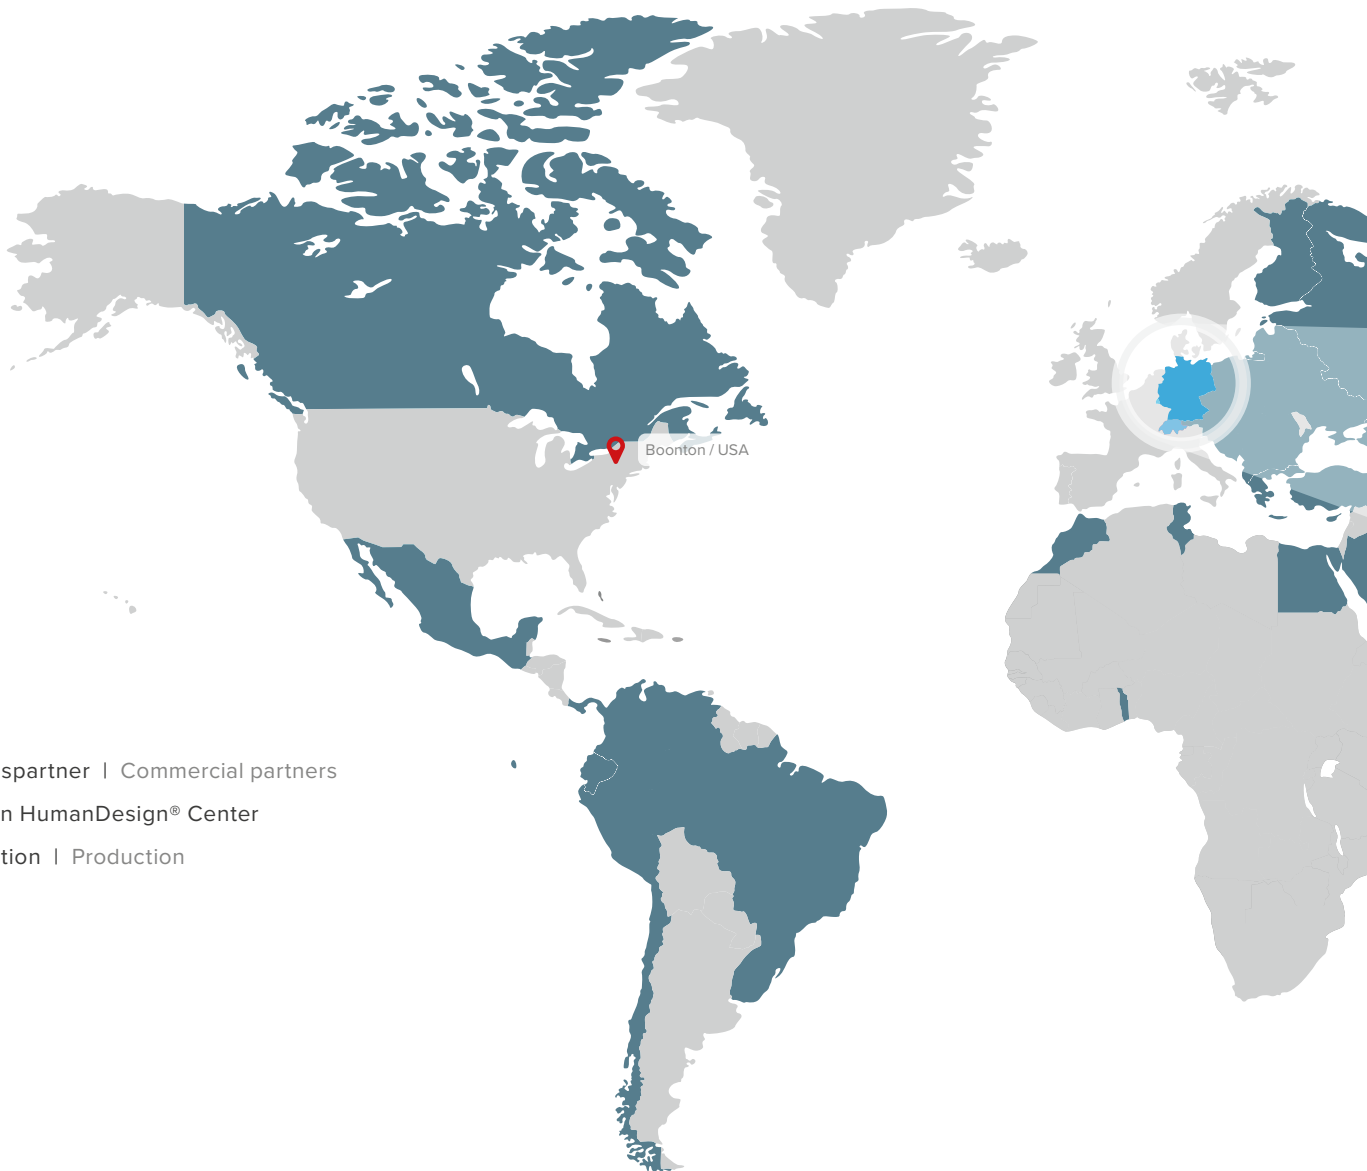 Boonton / USA
spartner | Commercial partners
n HumanDesign® Center
tion | Production